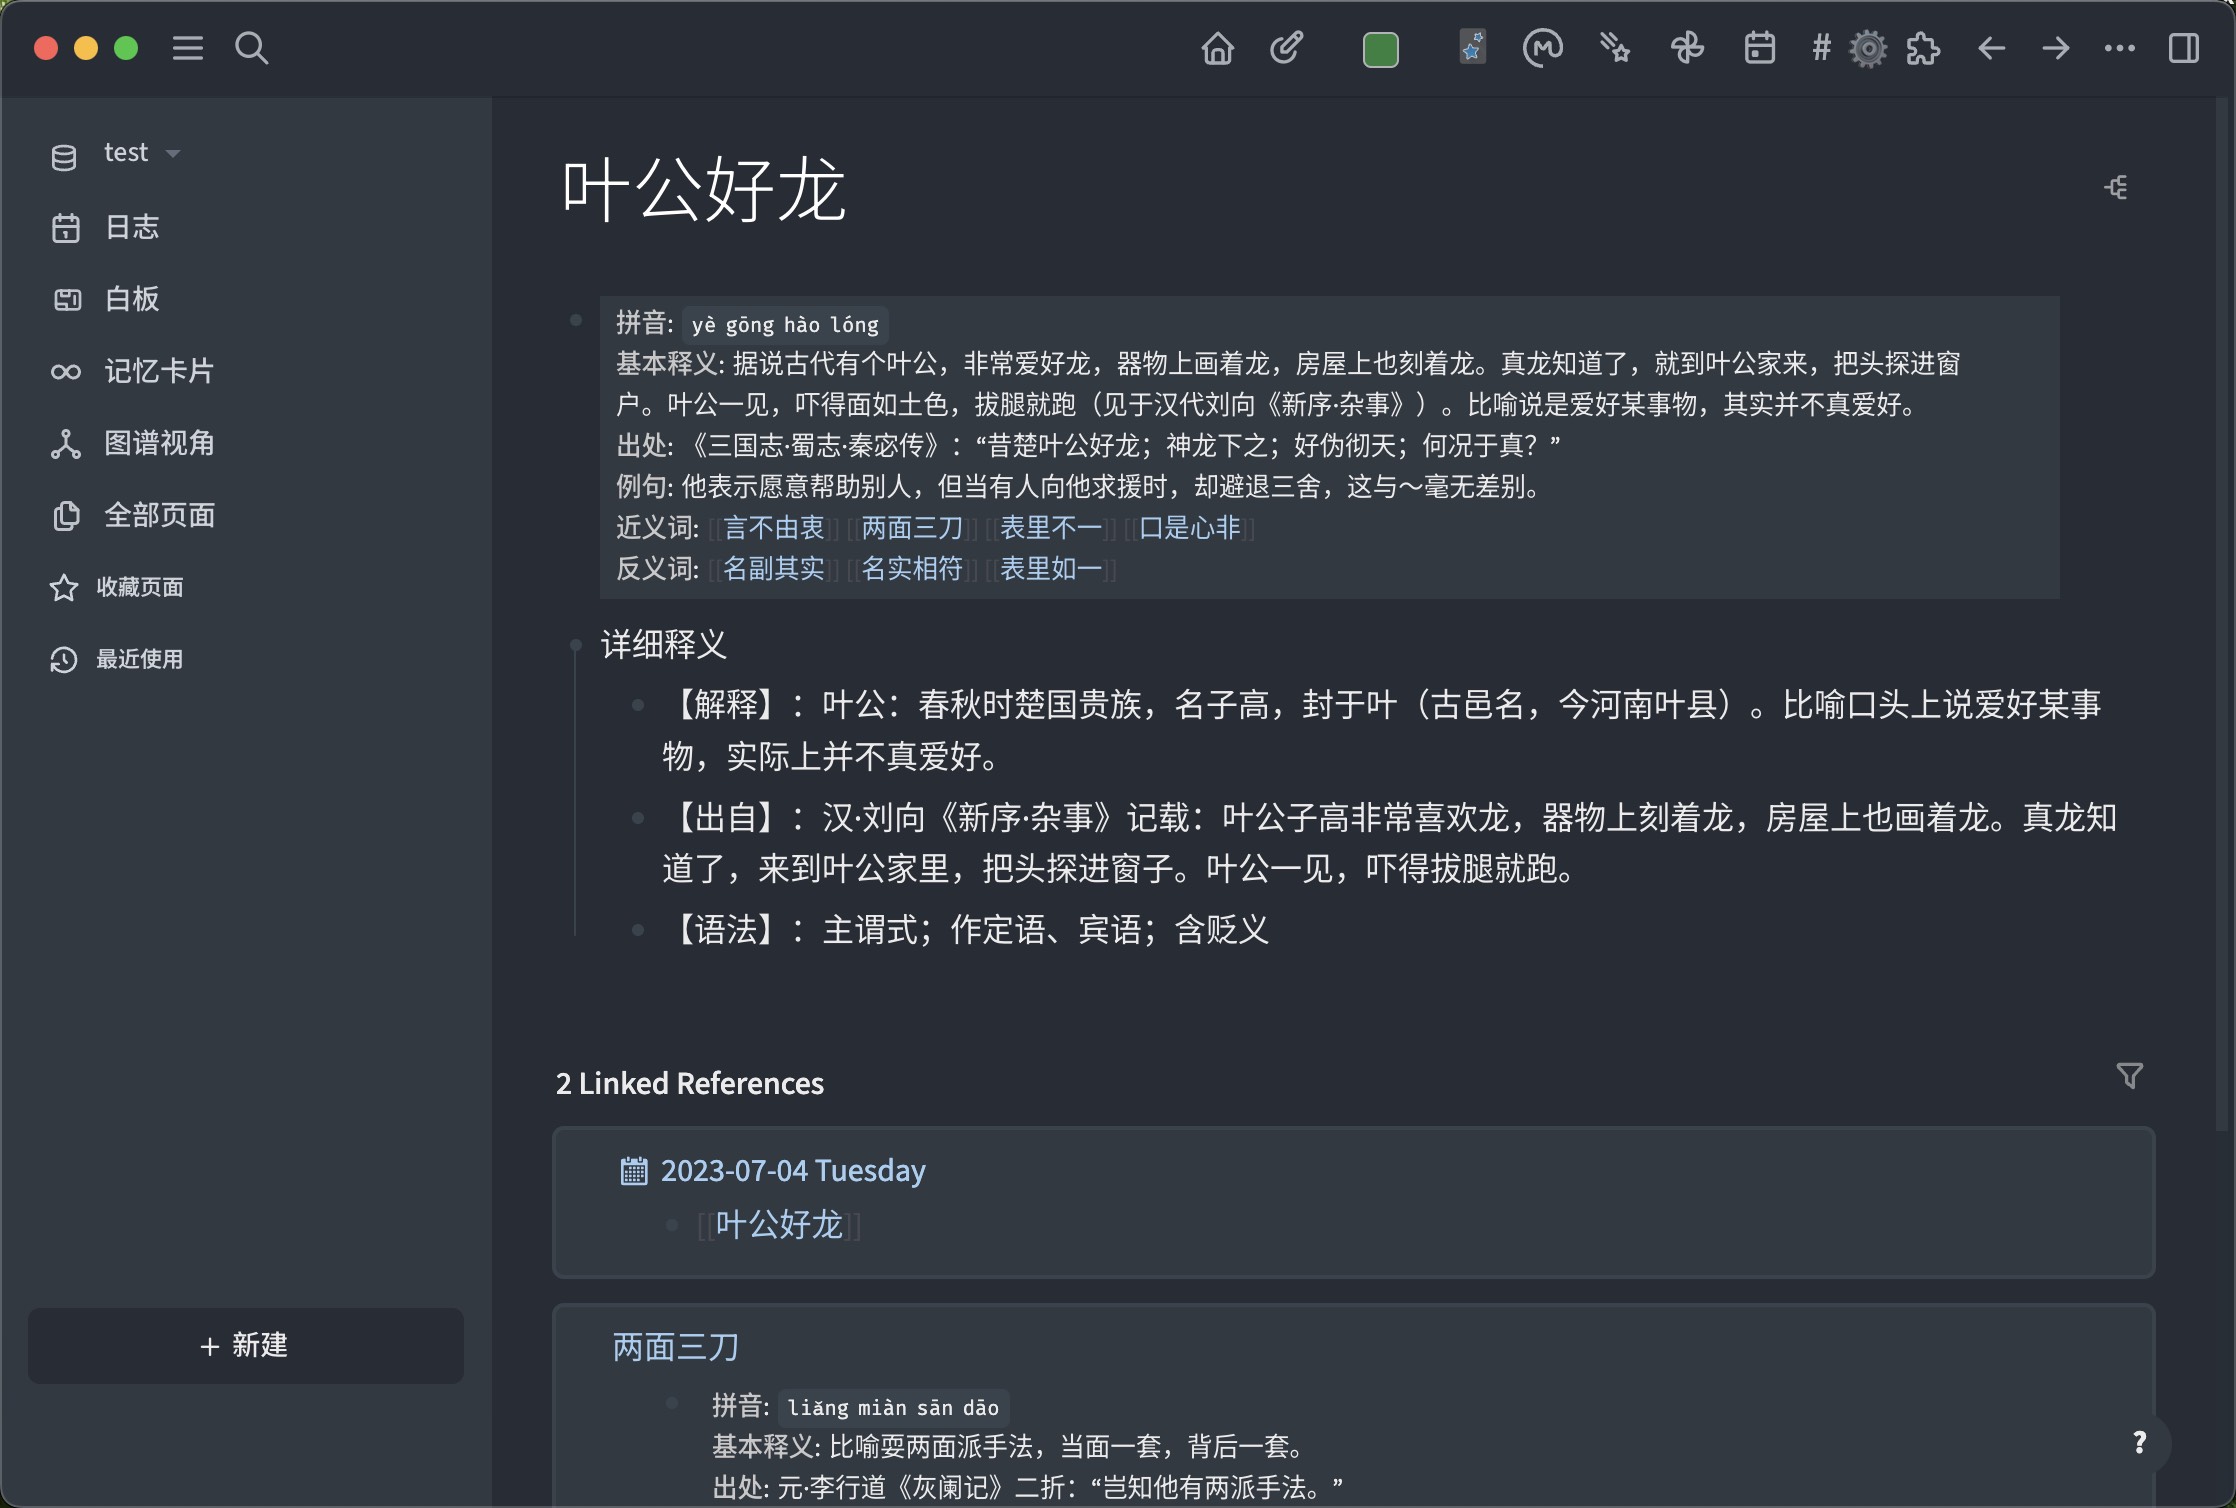 test
日志
白板
记忆卡片
图谱视角
全部页面
收藏页面
最近使用
+ 新建
#
叶公好龙
拼音: yè gōng hào lóng
基本释义: 据说古代有个叶公，非常爱好龙，器物上画着龙，房屋上也刻着龙。真龙知道了，就到叶公家来，把头探进窗
户。叶公一见，吓得面如土色，拔腿就跑（见于汉代刘向《新序·杂事》）。比喻说是爱好某事物，其实并不真爱好。
出处: 《三国志·蜀志·秦宓传》：“昔楚叶公好龙；神龙下之；好伪彻天；何况于真？”
例句: 他表示愿意帮助别人，但当有人向他求援时，却避退三舍，这与～毫无差别。
近义词: [[言不由衷]] [[两面三刀]] [[表里不一]] [[口是心非]]
反义词: [[名副其实]] [[名实相符]] [[表里如一]]
详细释义
【解释】：叶公：春秋时楚国贵族，名子高，封于叶（古邑名，今河南叶县）。比喻口头上说爱好某事
物，实际上并不真爱好。
【出自】：汉·刘向《新序·杂事》记载：叶公子高非常喜欢龙，器物上刻着龙，房屋上也画着龙。真龙知
道了，来到叶公家里，把头探进窗子。叶公一见，吓得拔腿就跑。
【语法】：主谓式；作定语、宾语；含贬义
2 Linked References
2023-07-04 Tuesday
[[叶公好龙]]
两面三刀
拼音: liǎng miàn sān dāo
基本释义: 比喻耍两面派手法，当面一套，背后一套。
出处: 元·李行道《灰阑记》二折：“岂知他有两派手法。”
?